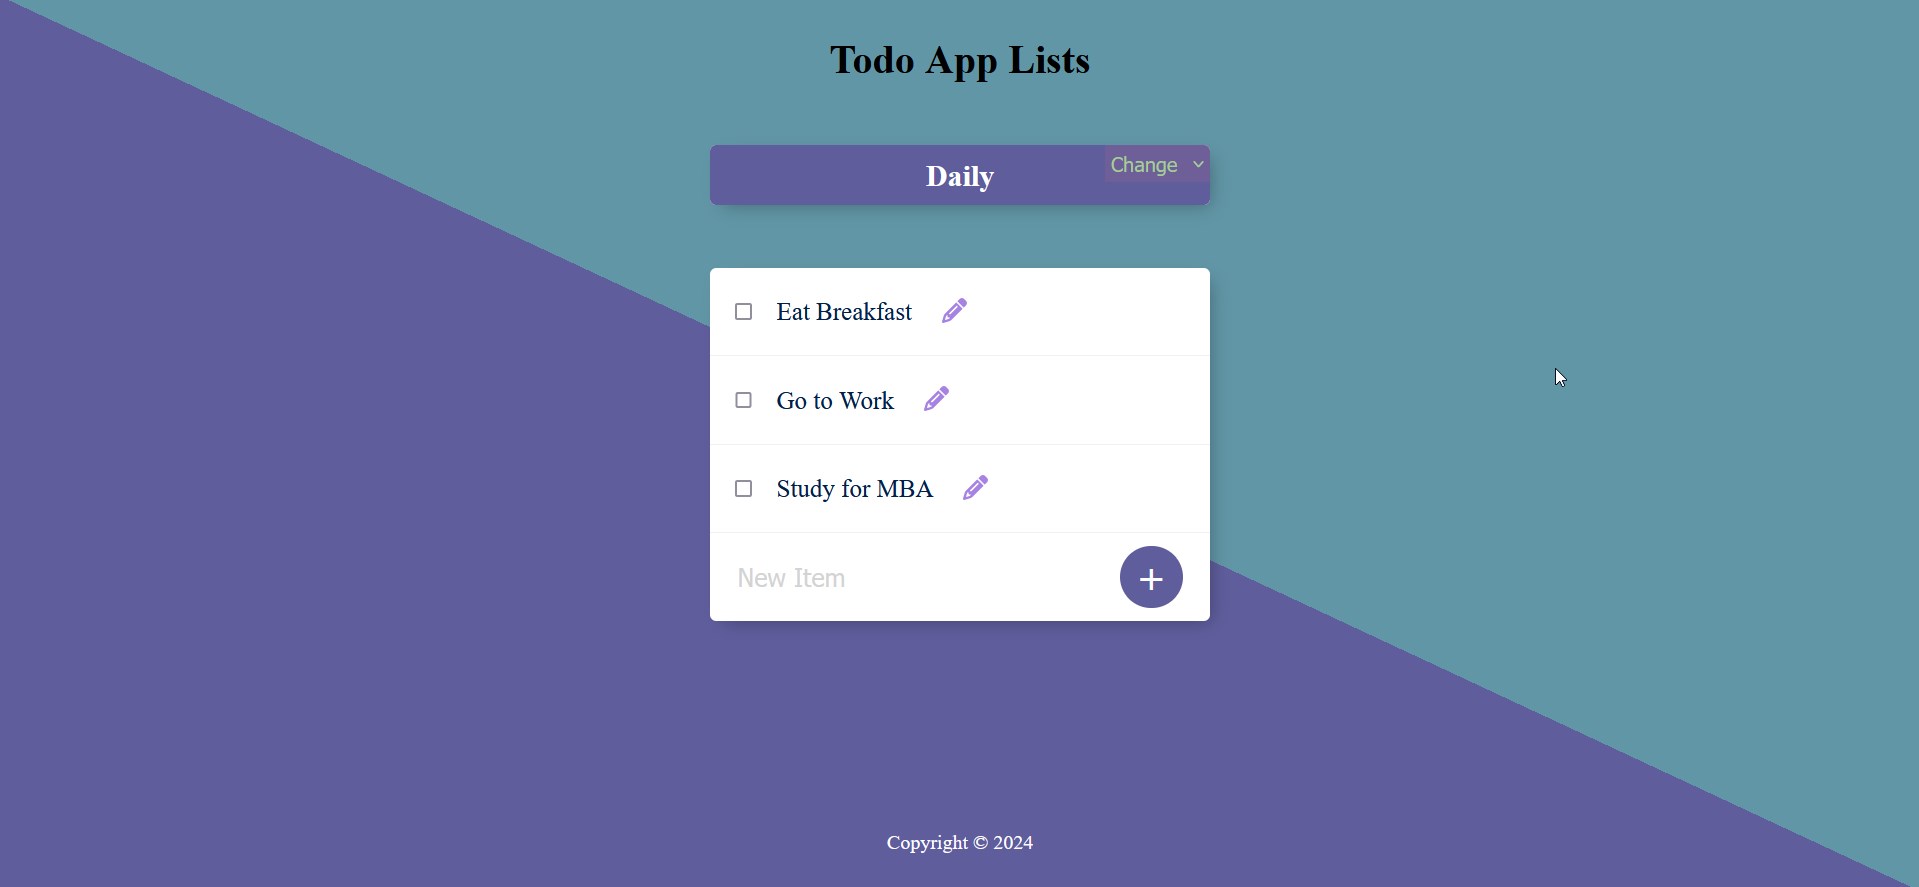 Todo App Lists
Daily
Change
Eat Breakfast
Go to Work
Study for MBA
New Item
+
Copyright © 2024